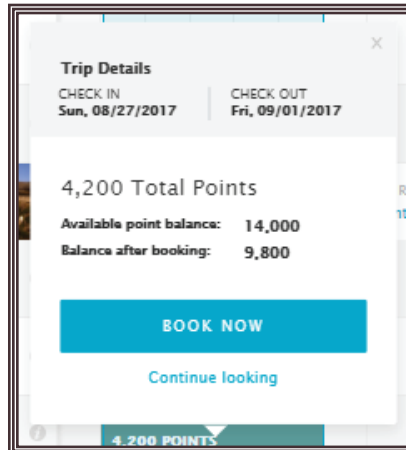 X
Trip Details
CHECK IN CHECK OUT
Sun, 08/27/2017 Fri, 09/01/2017
4,200 Total Points
Available point balance: 14,000
Balance after booking: 9,800
BOOK NOW
Continue looking
4,200 POINTS